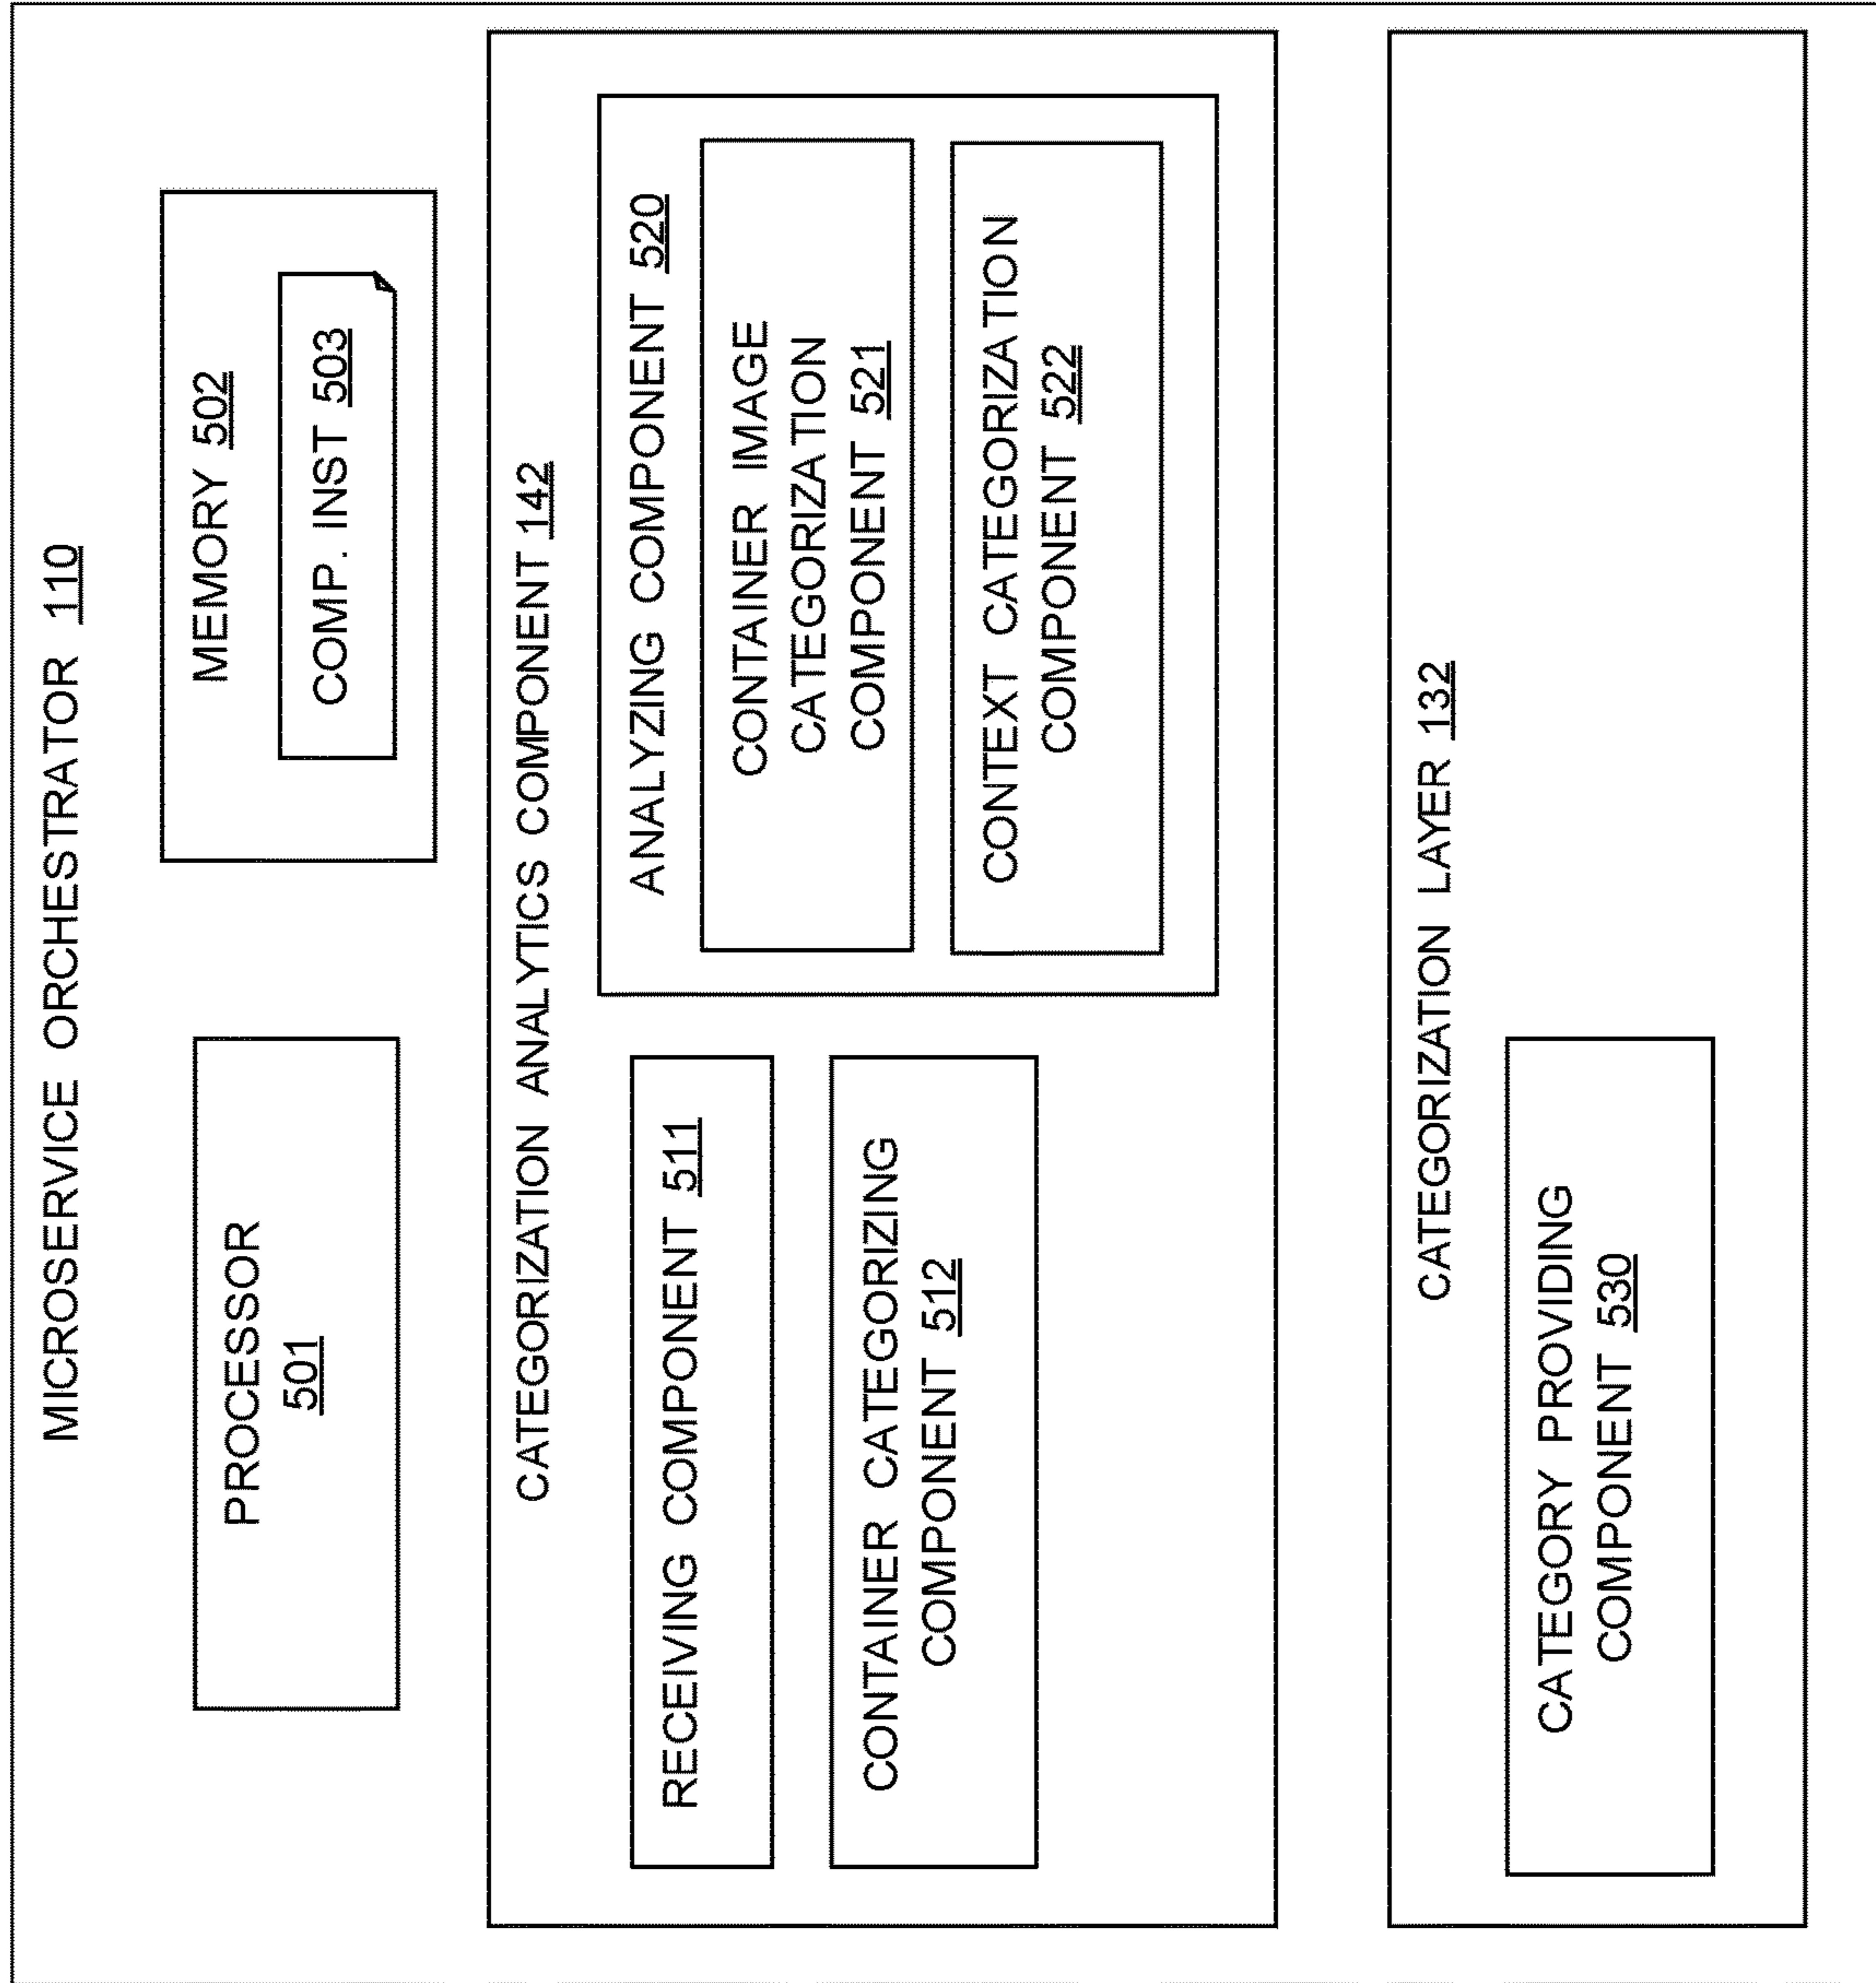 MICROSERVICE ORCHESTRATOR 110
PROCESSOR
501
MEMORY 502
COMP. INST 503
CATEGORIZATION ANALYTICS COMPONENT 142
RECEIVING COMPONENT 511
CONTAINER CATEGORIZING
COMPONENT 512
ANALYZING COMPONENT 520
CONTAINER IMAGE
CATEGORIZATION
COMPONENT 521
CONTEXT CATEGORIZATION
COMPONENT 522
CATEGORIZATION LAYER 132
CATEGORY PROVIDING
COMPONENT 530